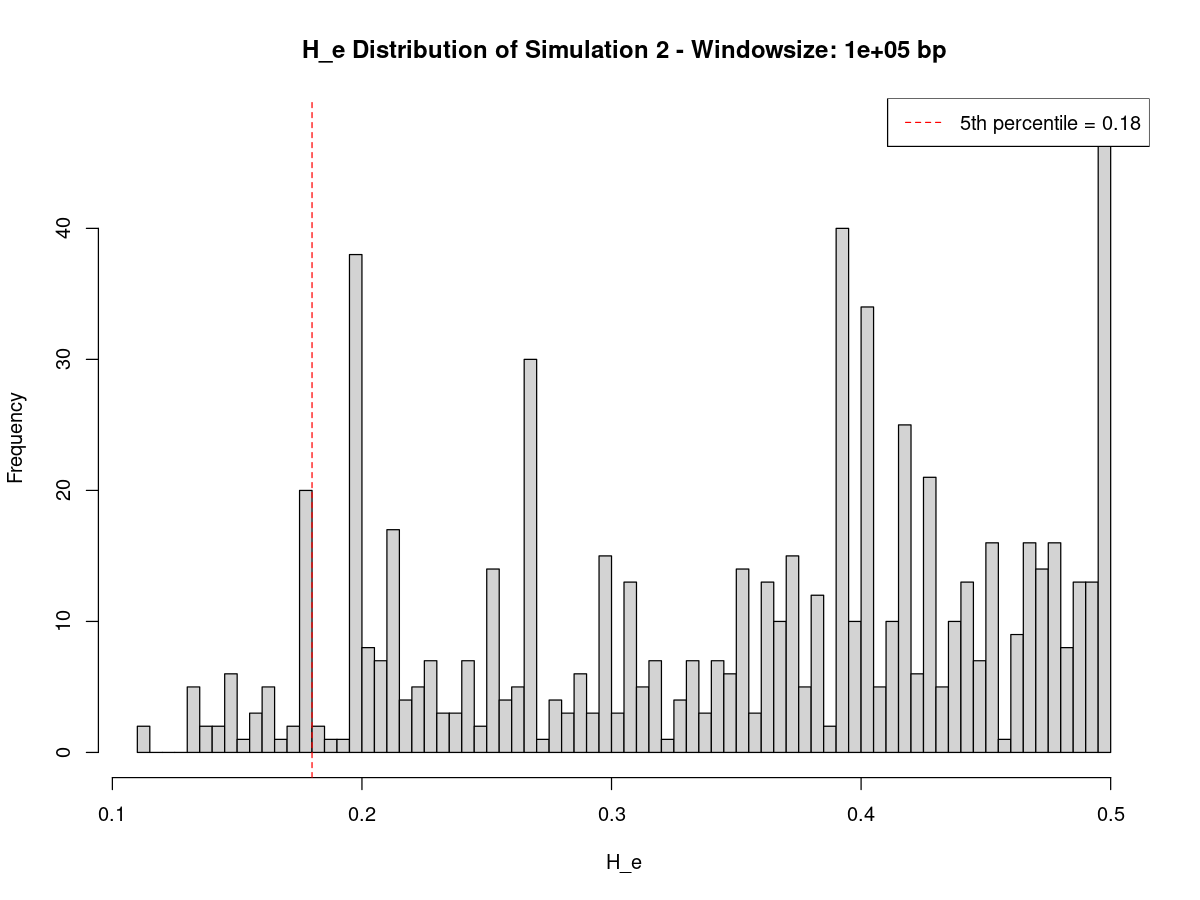 H_e Distribution of Simulation 2 - Windowsize: 1e+05 bp
5th percentile = 0.18
Frequency
40
30
20
10
0
0.1 0.2 0.3 0.4 0.5
H_e